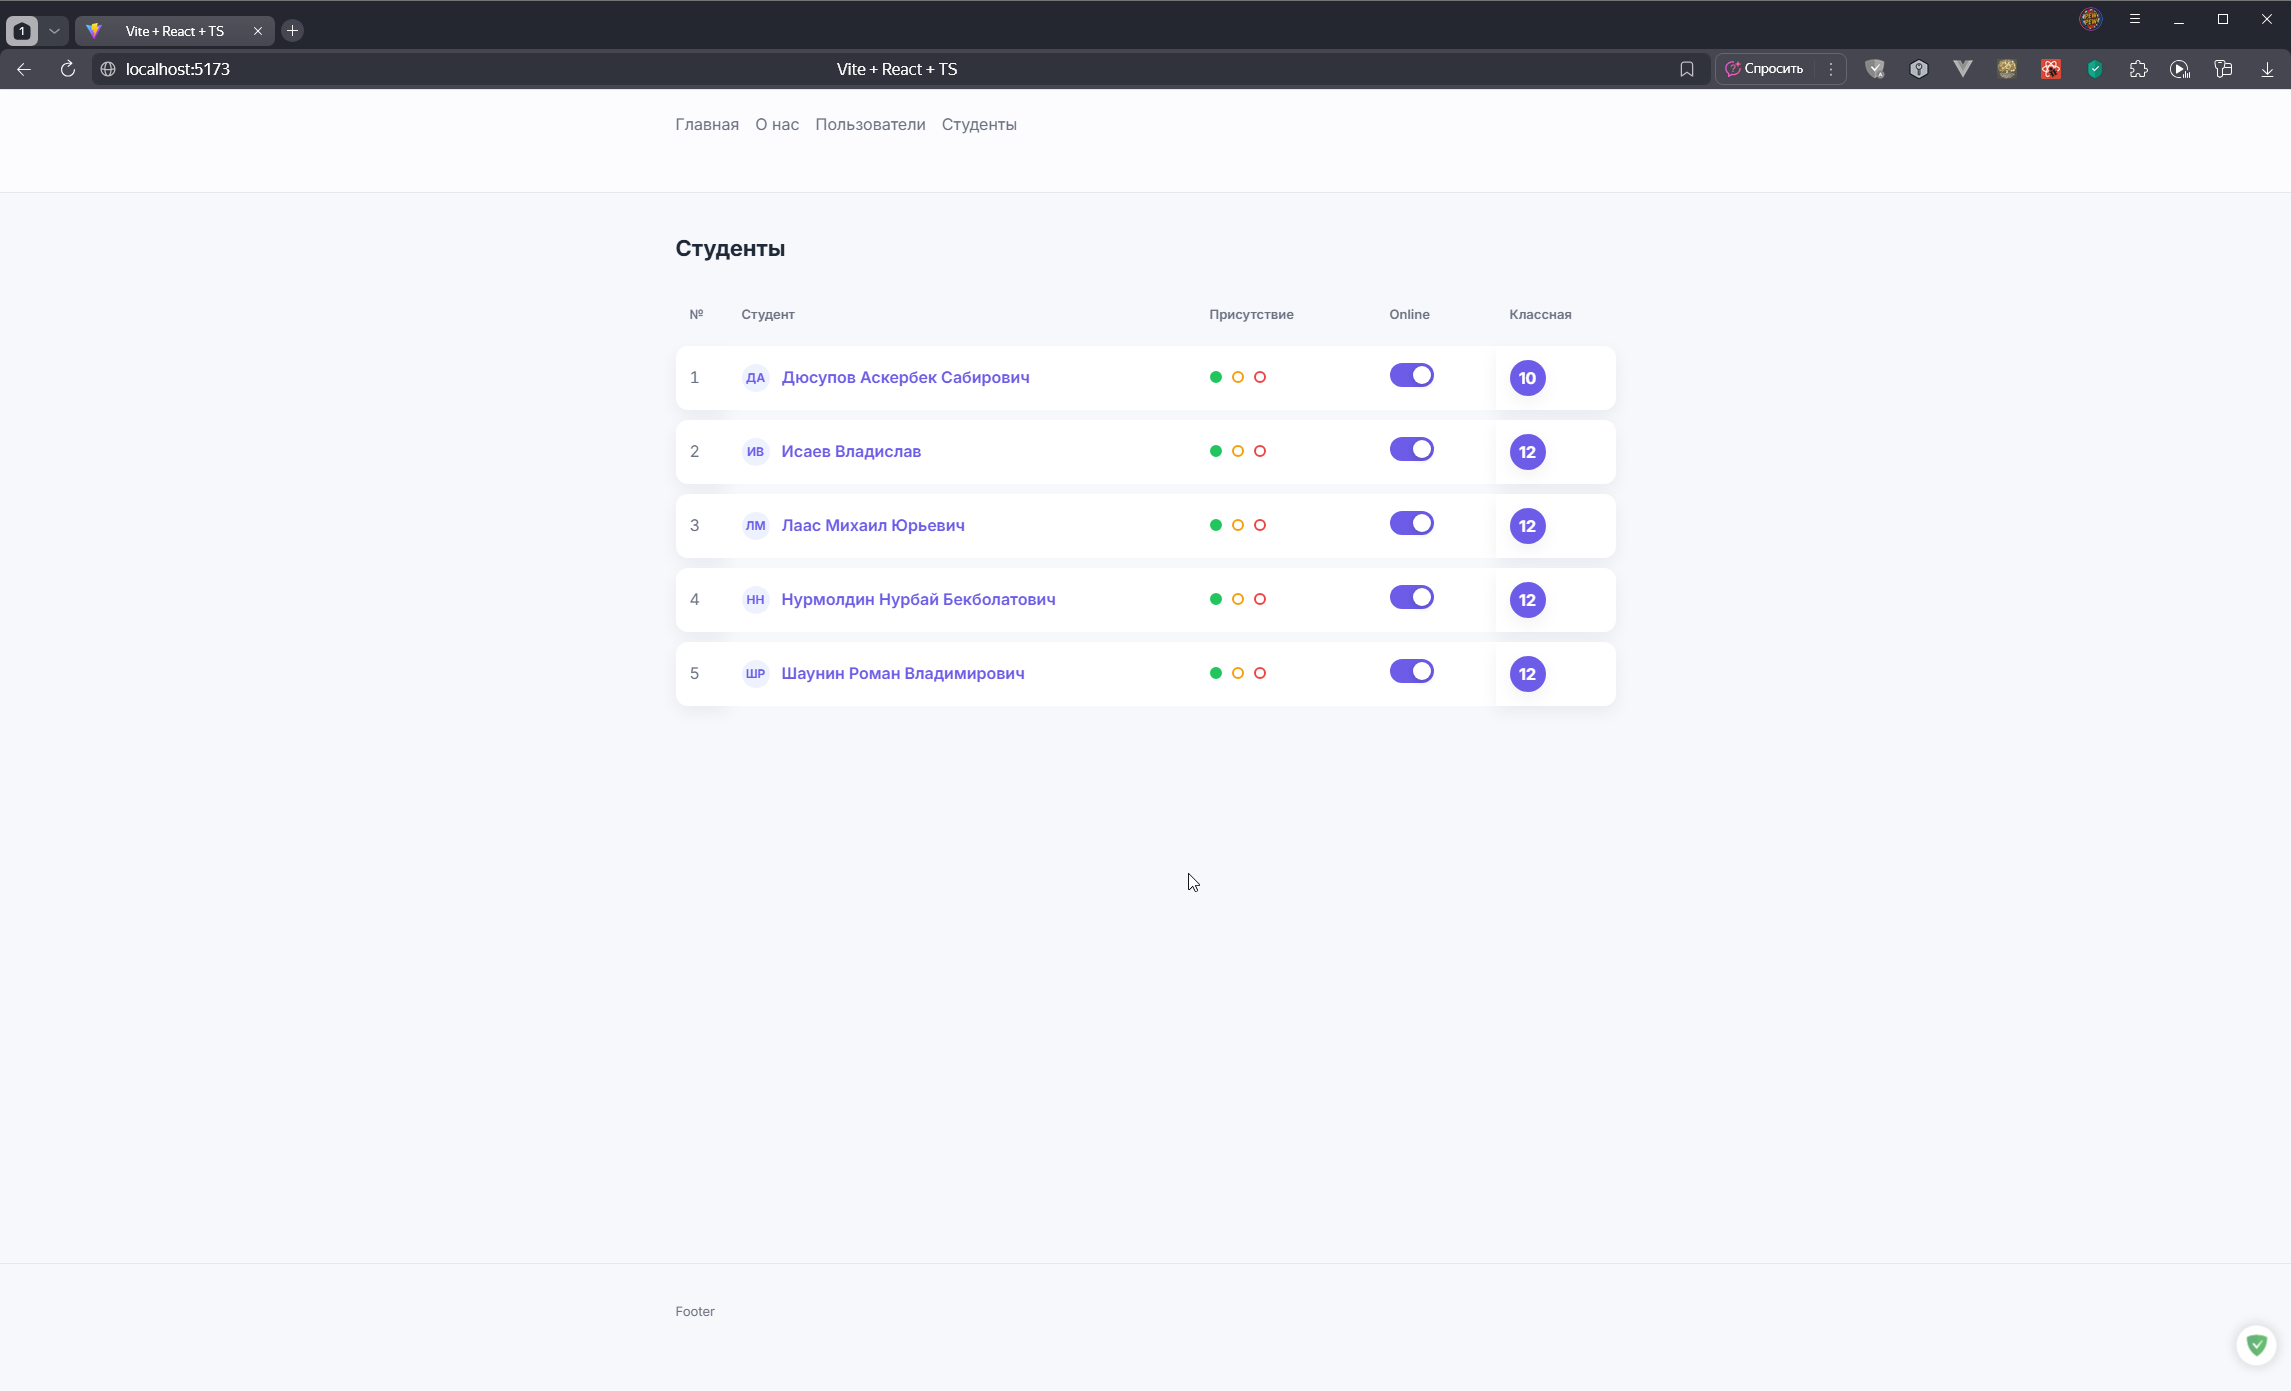 1
Vite + React + TS
localhost:5173
Vite + React + TS
Спросить
Главная О нас Пользователи Студенты
Студенты
№ Студент Присутствие Online Классная
1 ДА Дюсупов Аскербек Сабирович 10
2 ИВ Исаев Владислав 12
3 ЛМ Лаас Михаил Юрьевич 12
4 НН Нурмолдин Нурбай Бекболатович 12
5 ШР Шаунин Роман Владимирович 12
Footer